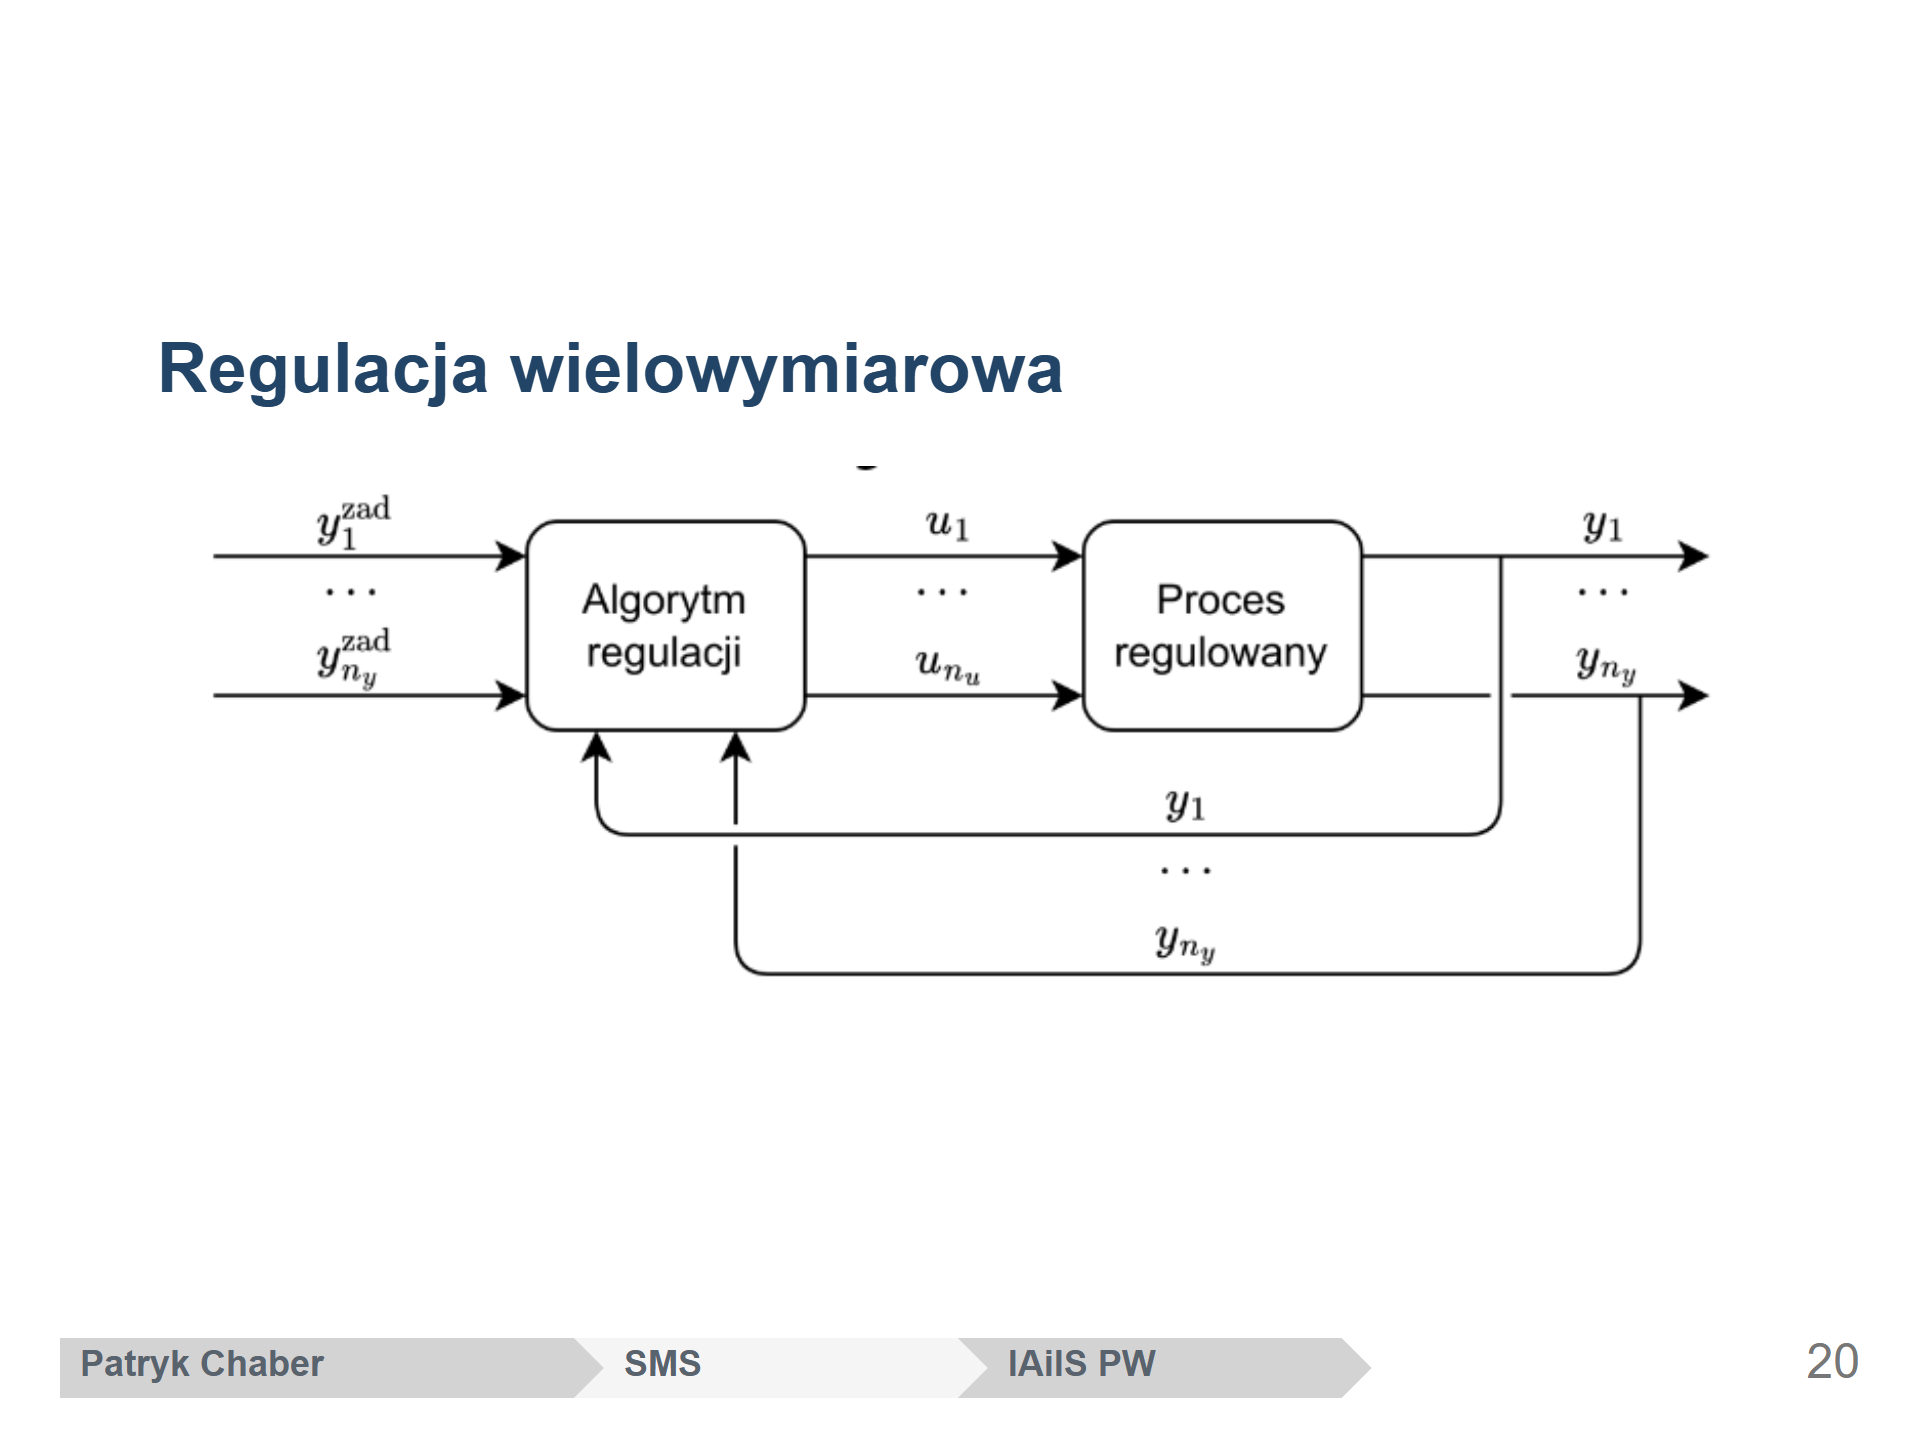 Regulacja wielowymiarowa
y_1^zad
u_1
y_1
...
...
...
Algorytm
regulacji
Proces
regulowany
y_{n_y}^zad
u_{n_u}
y_{n_y}
y_1
...
y_{n_y}
Patryk Chaber
SMS
IAiIS PW
20